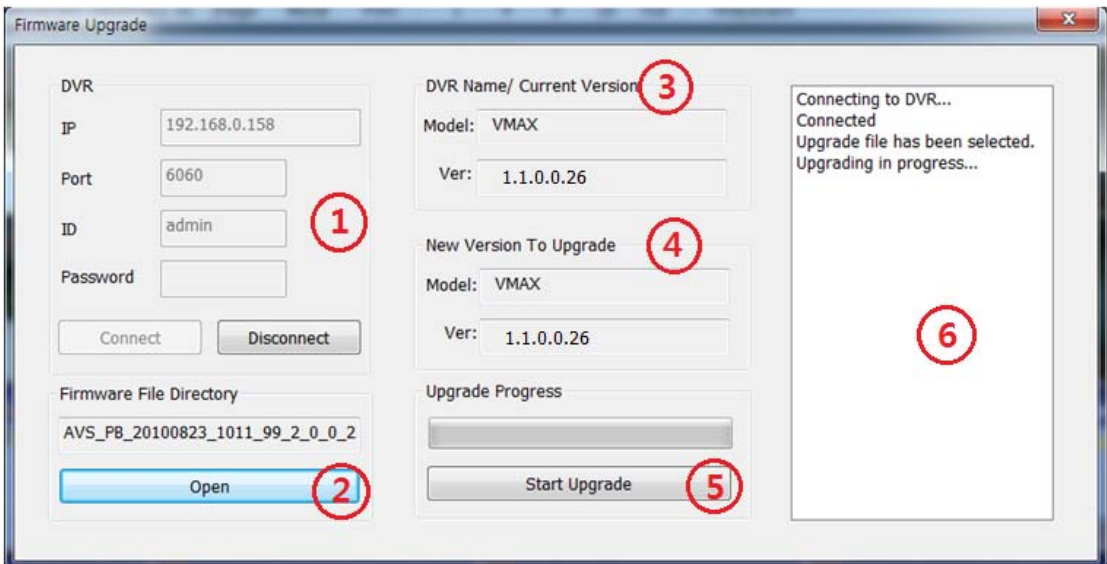 Firmware Upgrade
DVR
IP
192.168.0.158
Port
6060
ID
admin
Password
Connect
Disconnect
1
Firmware File Directory
AVS_PB_20100823_1011_99_2_0_0_2
Open
2
DVR Name/ Current Version
3
Model: VMAX
Ver: 1.1.0.0.26
New Version To Upgrade
4
Model: VMAX
Ver: 1.1.0.0.26
Upgrade Progress
Start Upgrade
5
Connecting to DVR...
Connected
Upgrade file has been selected.
Upgrading in progress...
6